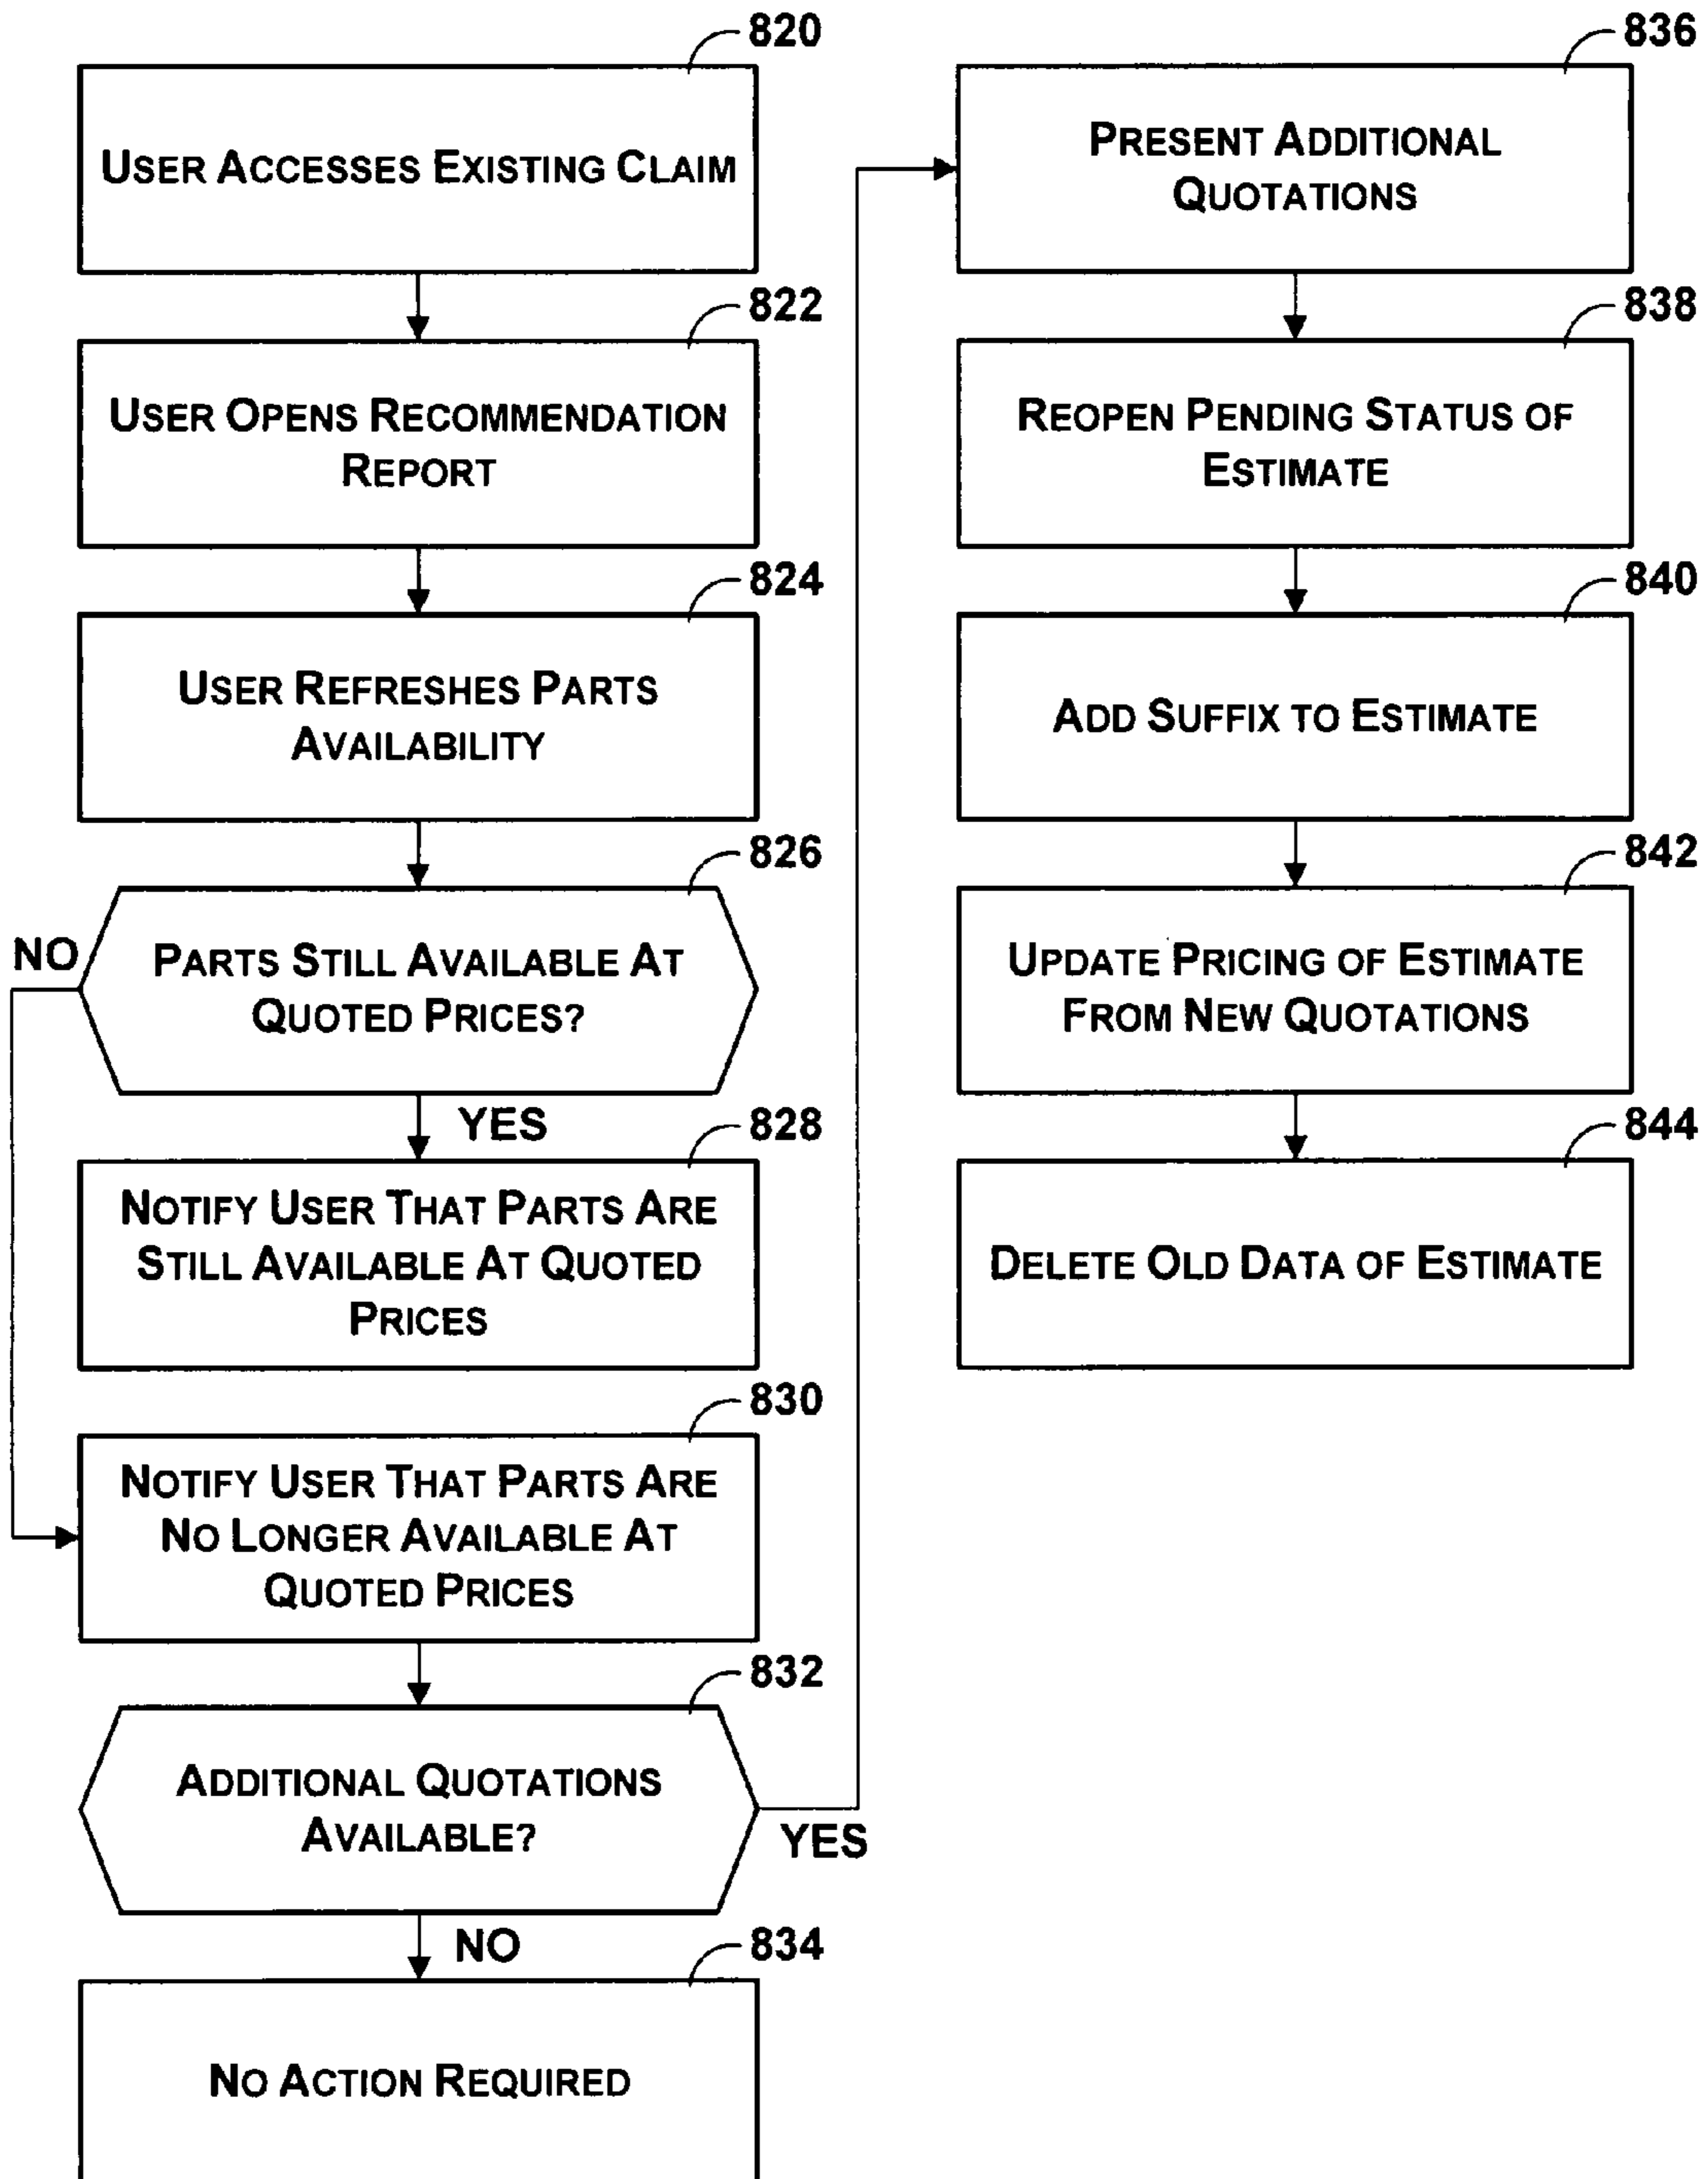 820
USER ACCESSES EXISTING CLAIM
822
USER OPENS RECOMMENDATION
REPORT
824
USER REFRESHES PARTS
AVAILABILITY
826
NO
PARTS STILL AVAILABLE AT
QUOTED PRICES?
YES
828
NOTIFY USER THAT PARTS ARE
STILL AVAILABLE AT QUOTED
PRICES
830
NOTIFY USER THAT PARTS ARE
NO LONGER AVAILABLE AT
QUOTED PRICES
832
ADDITIONAL QUOTATIONS
AVAILABLE?
YES
NO
834
NO ACTION REQUIRED
836
PRESENT ADDITIONAL
QUOTATIONS
838
REOPEN PENDING STATUS OF
ESTIMATE
840
ADD SUFFIX TO ESTIMATE
842
UPDATE PRICING OF ESTIMATE
FROM NEW QUOTATIONS
844
DELETE OLD DATA OF ESTIMATE